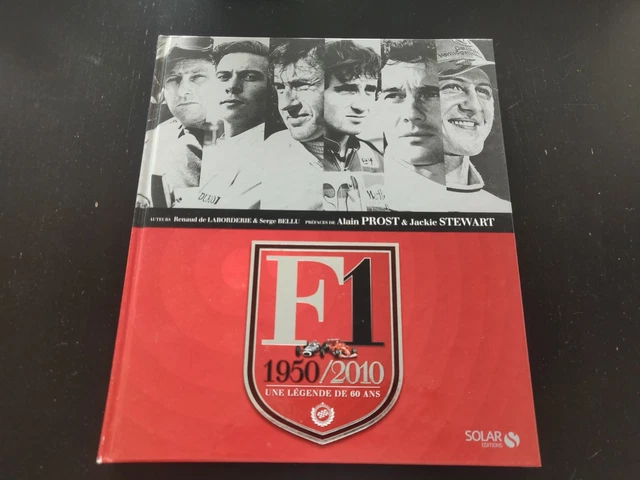 AUTEURS Renaud de LABORDERIE & Serge BELLU PRÉFACES DE Alain PROST & Jackie STEWART
F1
1950/2010
UNE LÉGENDE DE 60 ANS
SOLAR
EDITIONS